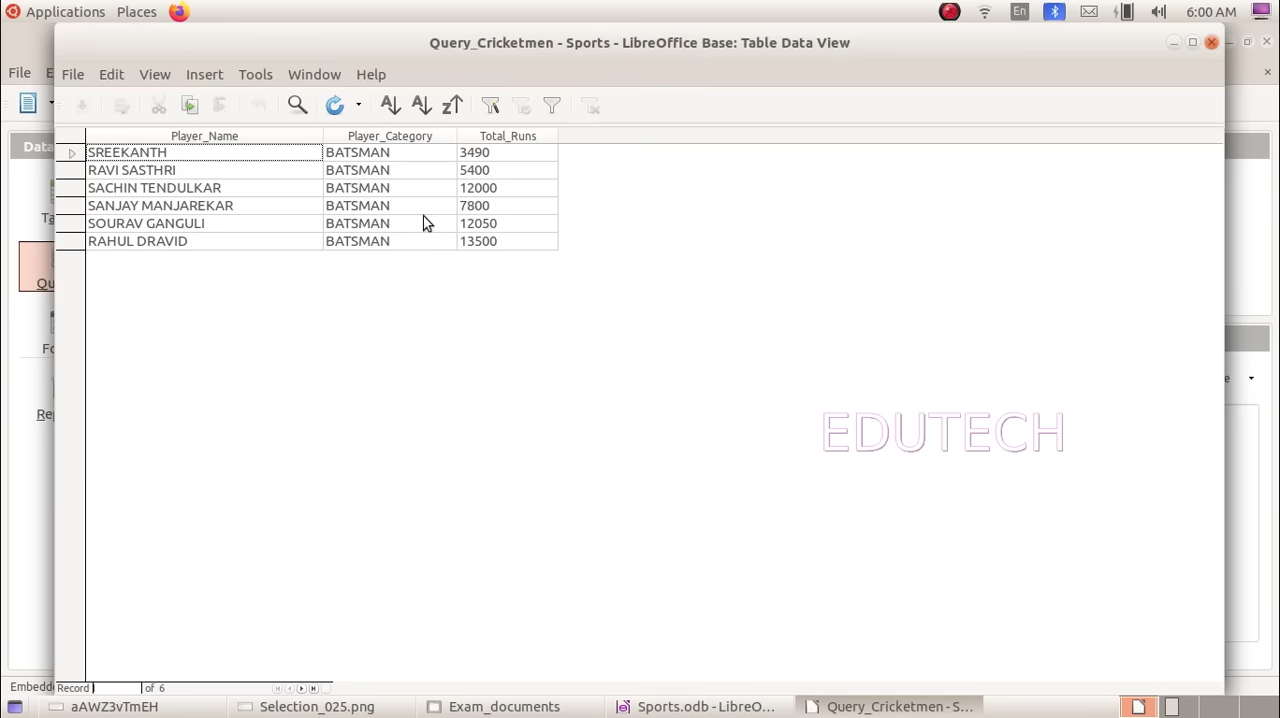 Applications Places En 6:00 AM
Query_Cricketmen - Sports - LibreOffice Base: Table Data View
File File Edit View Insert Tools Window Help
Player_Name Player_Category Total_Runs
SREEKANTH BATSMAN 3490
RAVI SASTHRI BATSMAN 5400
SACHIN TENDULKAR BATSMAN 12000
SANJAY MANJAREKAR BATSMAN 7800
SOURAV GANGULI BATSMAN 12050
RAHUL DRAVID BATSMAN 13500
EDUTECH
Record of 6
aAWZ3vTmEH Selection_025.png Exam_documents Sports.odb - LibreO... Query_Cricketmen - S...